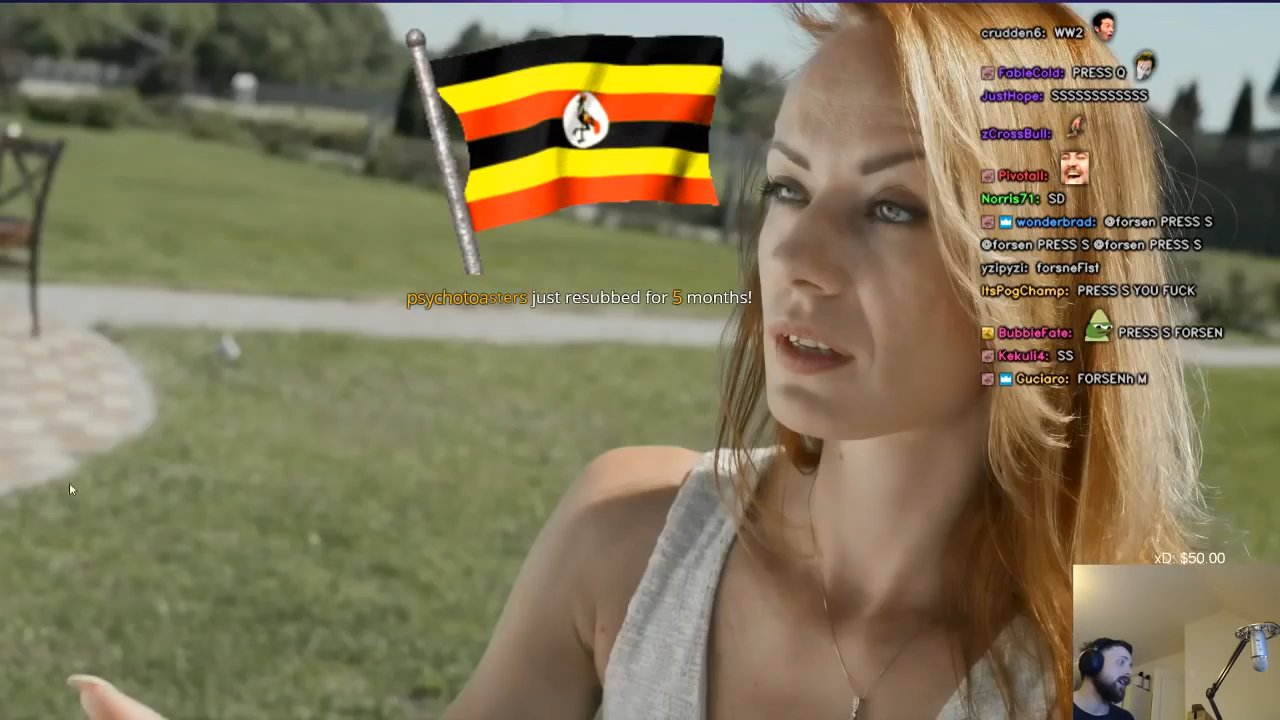 crudden6: WW2
FableCold: PRESS Q
JustHope: SSSSSSSSSSSS
zCrossBull:
Pivotall:
Norris71: SD
wonderbrad: @forsen PRESS S
@forsen PRESS S @forsen PRESS S
psychotoasters just resubbed for 5 months!
yzipyzi: forsneFist
ItsPogChamp: PRESS S YOU FUCK
BubbleFate: PRESS S FORSEN
Kekuli4: SS
Guclaro: FORSENh M
xD: $50.00